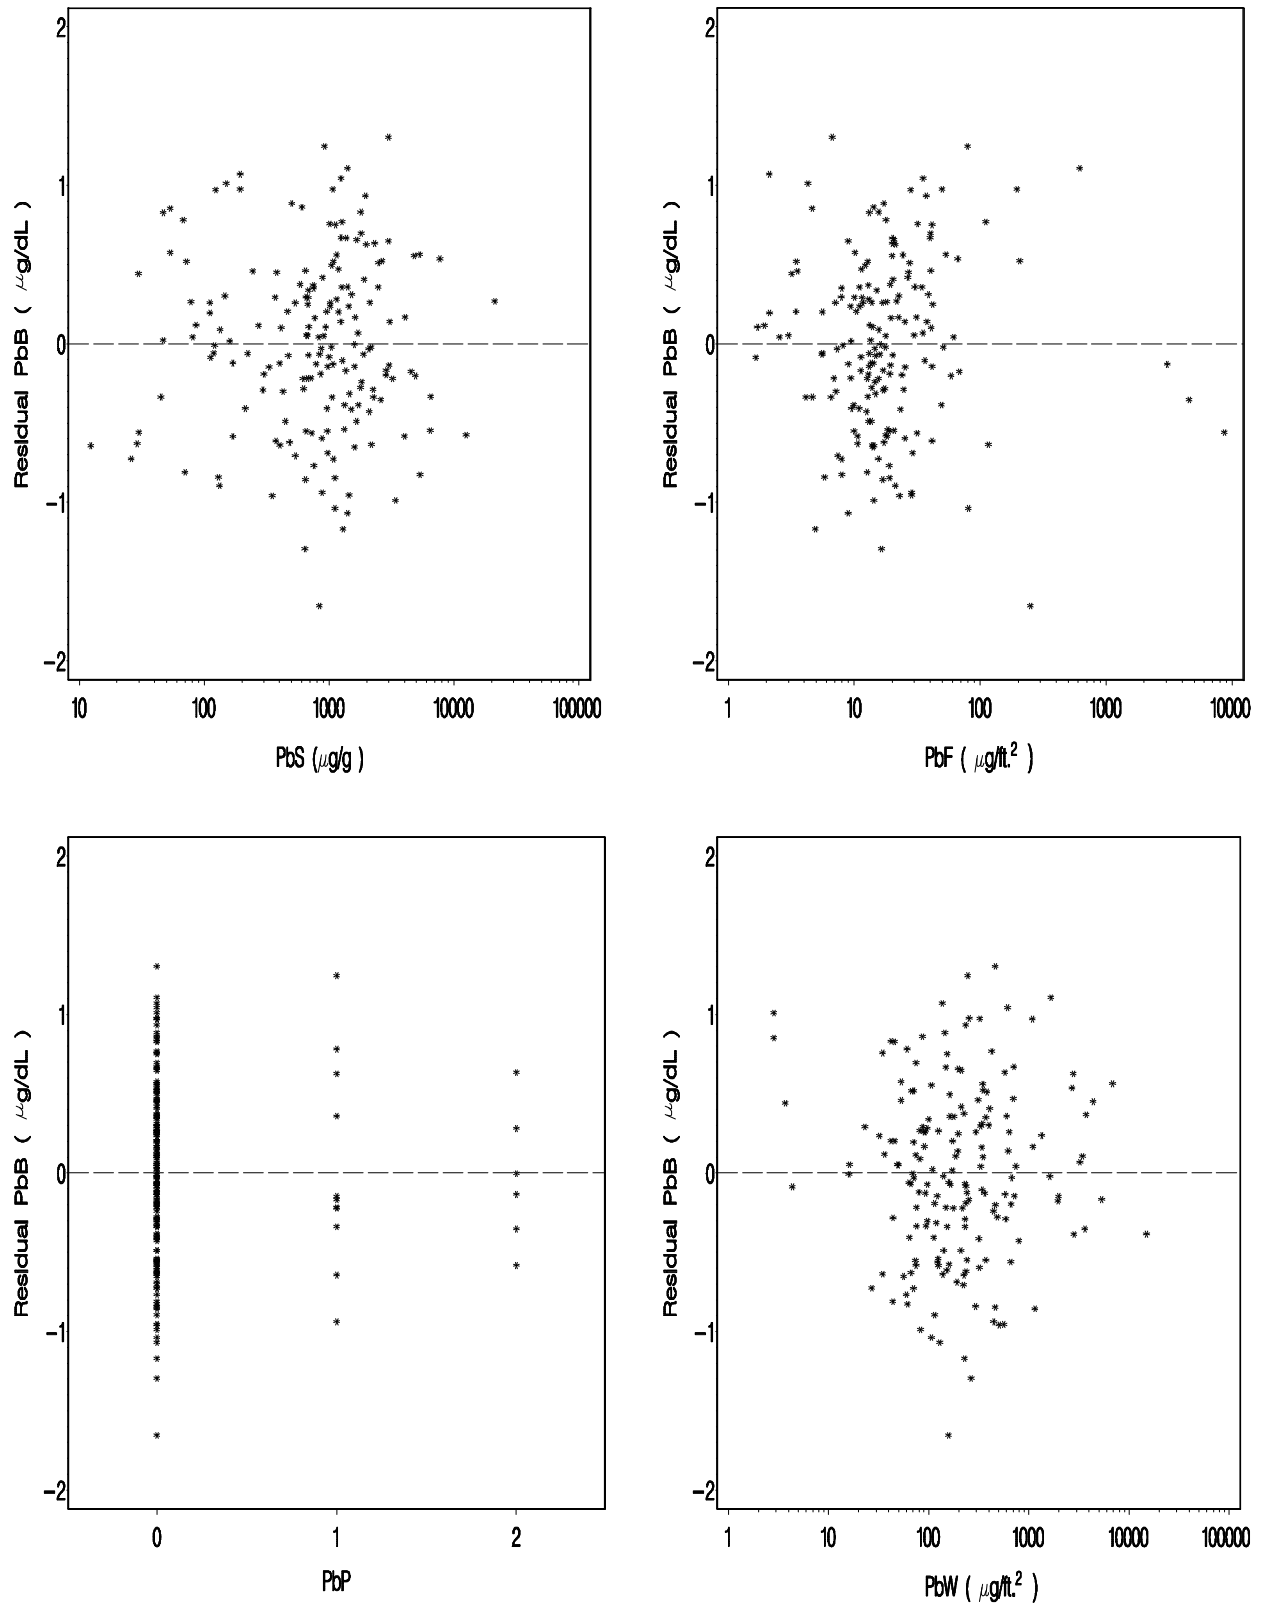 2
1
0
−1
−2
Residual PbB ( μg/dL )
10 100 1000 10000 100000
PbS (μg/g )
2
1
0
−1
−2
Residual PbB ( μg/dL )
1 10 100 1000 10000
PbF ( μg/ft.² )
2
1
0
−1
−2
Residual PbB ( μg/dL )
0 1 2
PbP
2
1
0
−1
−2
Residual PbB ( μg/dL )
1 10 100 1000 10000 100000
PbW ( μg/ft.² )